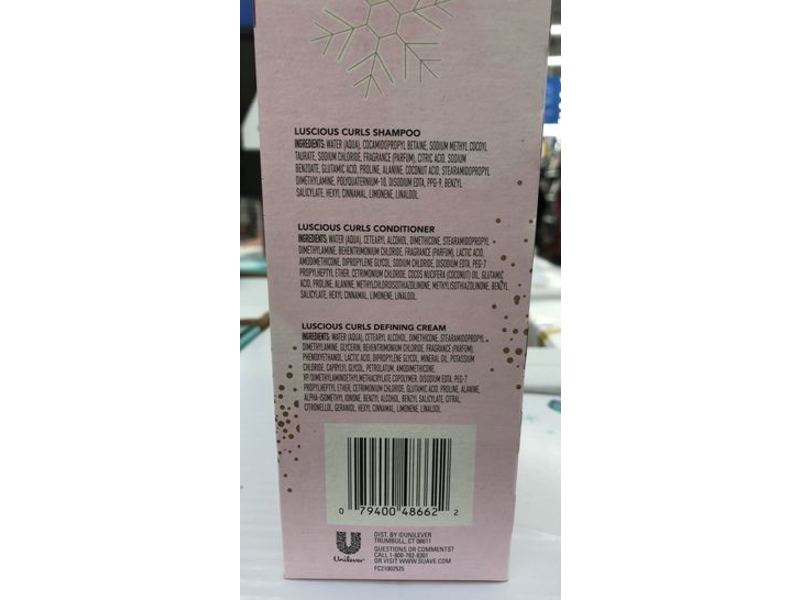 LUSCIOUS CURLS SHAMPOO
INGREDIENTS: WATER (AQUA), COCAMIDOPROPYL BETAINE, SODIUM METHYL COCOYL
TAURATE, SODIUM CHLORIDE, FRAGRANCE (PARFUM), CITRIC ACID, SODIUM
BENZOATE, GLUTAMIC ACID, PROLINE, ALANINE, COCONUT ACID, STEARAMIDOPROPYL
DIMETHYLAMINE, POLYQUATERNIUM-10, DISODIUM EDTA, PPG-9, BENZYL
SALICYLATE, HEXYL CINNAMAL, LIMONENE, LINALOOL.
LUSCIOUS CURLS CONDITIONER
INGREDIENTS: WATER (AQUA), CETEARYL ALCOHOL, DIMETHICONE, STEARAMIDOPROPYL
DIMETHYLAMINE, BEHENTRIMONIUM CHLORIDE, FRAGRANCE (PARFUM), LACTIC ACID,
AMODIMETHICONE, DIPROPYLENE GLYCOL, SODIUM CHLORIDE, DISODIUM EDTA, PEG-7
PROPYLHEPTYL ETHER, CETRIMONIUM CHLORIDE, COCOS NUCIFERA (COCONUT) OIL, GLUTAMIC
ACID, PROLINE, ALANINE, METHYLCHLOROISOTHIAZOLINONE, METHYLISOTHIAZOLINONE, BENZYL
SALICYLATE, HEXYL CINNAMAL, LIMONENE, LINALOOL.
LUSCIOUS CURLS DEFINING CREAM
INGREDIENTS: WATER (AQUA), CETEARYL ALCOHOL, DIMETHICONE, STEARAMIDOPROPYL
DIMETHYLAMINE, GLYCERIN, BEHENTRIMONIUM CHLORIDE, FRAGRANCE (PARFUM),
PHENOXYETHANOL, LACTIC ACID, DIPROPYLENE GLYCOL, MINERAL OIL, POTASSIUM
CHLORIDE, CAPRYLYL GLYCOL, PETROLATUM, AMODIMETHICONE,
VP/DIMETHYLAMINOETHYLMETHACRYLATE COPOLYMER, DISODIUM EDTA, PEG-7
PROPYLHEPTYL ETHER, CETRIMONIUM CHLORIDE, GLUTAMIC ACID, PROLINE, ALANINE,
ALPHA-ISOMETHYL IONONE, BENZYL ALCOHOL, BENZYL SALICYLATE, CITRAL,
CITRONELLOL, GERANIOL, HEXYL CINNAMAL, LIMONENE, LINALOOL.
0 79400 48662 2
Unilever
DIST. BY ©UNILEVER
TRUMBULL, CT 06611
QUESTIONS OR COMMENTS?
CALL 1-800-782-8301
OR VISIT WWW.SUAVE.COM
FC21002525